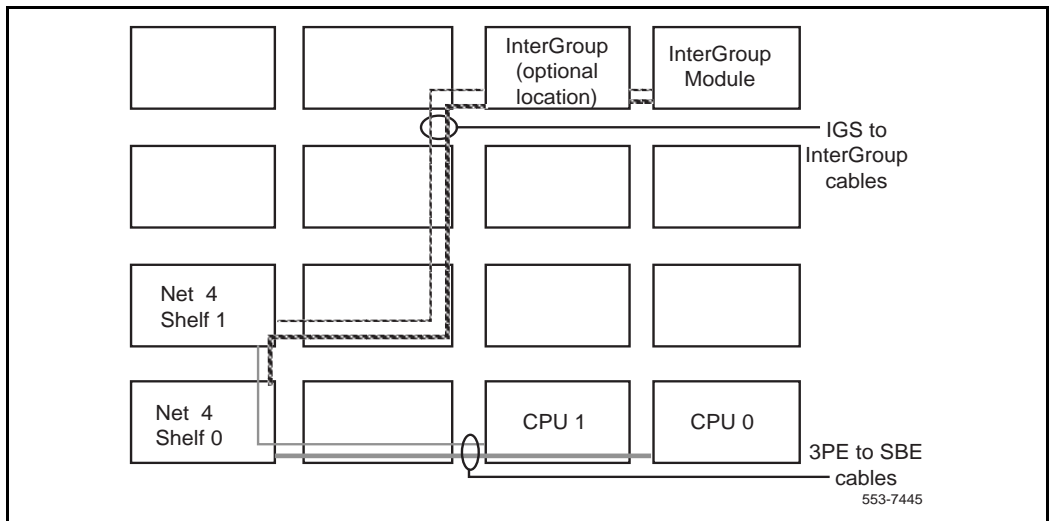 InterGroup
(optional
location)
InterGroup
Module
IGS to
InterGroup
cables
Net 4
Shelf 1
Net 4
Shelf 0
CPU 1
CPU 0
3PE to SBE
cables
553-7445